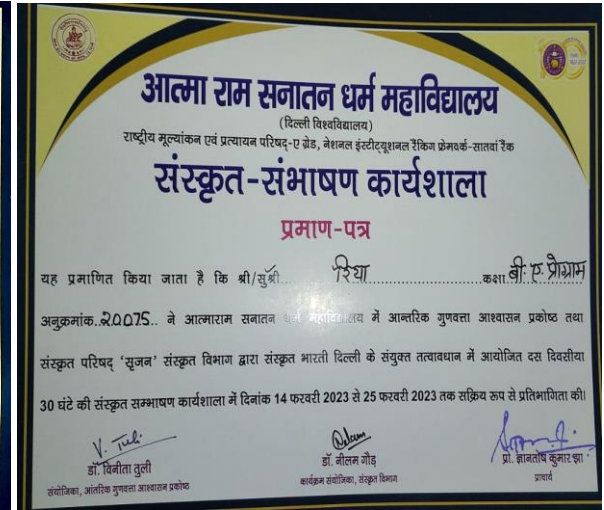 आत्मा राम सनातन धर्म महाविद्यालय
(दिल्ली विश्वविद्यालय)
राष्ट्रीय मूल्यांकन एवं प्रत्यायन परिषद्-ए ग्रेड, नेशनल इंस्टीट्यूशनल रैंकिंग फ्रेमवर्क-सातवां रैंक
संस्कृत-संभाषण कार्यशाला
प्रमाण-पत्र
यह प्रमाणित किया जाता है कि श्री/सुश्री.... रिया ....कक्षा बी. ए. प्रोग्राम
अनुक्रमांक..20075.. ने आत्माराम सनातन धर्म महाविद्यालय में आन्तरिक गुणवत्ता आश्वासन प्रकोष्ठ तथा
संस्कृत परिषद् ‘सृजन’ संस्कृत विभाग द्वारा संस्कृत भारती दिल्ली के संयुक्त तत्वावधान में आयोजित दस दिवसीय
30 घंटे की संस्कृत सम्भाषण कार्यशाला में दिनांक 14 फरवरी 2023 से 25 फरवरी 2023 तक सक्रिय रूप से प्रतिभागिता की।
V. Tuli
Neelam
डॉ. विनीता तुली
डॉ. नीलम गौड़
प्रो. ज्ञानतोष कुमार झा
संयोजिका, आंतरिक गुणवत्ता आश्वासन प्रकोष्ठ
कार्यक्रम संयोजिका, संस्कृत विभाग
प्राचार्य